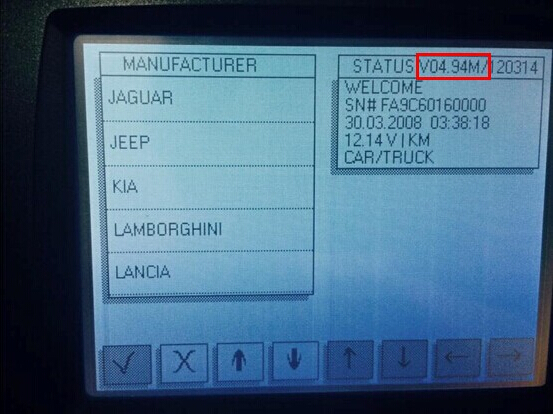 MANUFACTURER
JAGUAR
JEEP
KIA
LAMBORGHINI
LANCIA
STATUS V04.94M/120314
WELCOME
SN# FA9C60160000
30.03.2008 03:38:18
12.14 V | KM
CAR/TRUCK